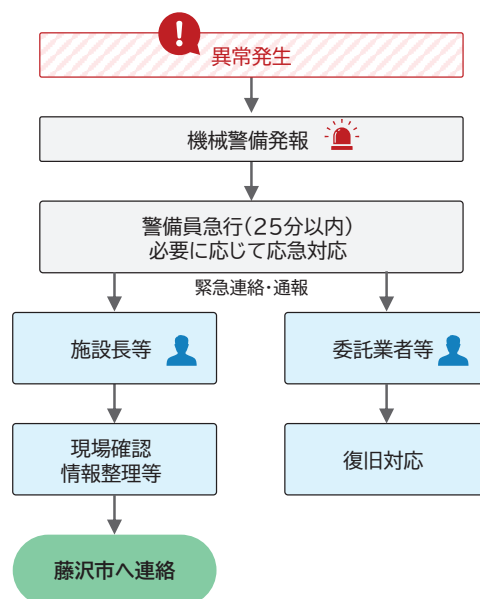 異常発生
機械警備発報
警備員急行(25分以内)
必要に応じて応急対応
緊急連絡・通報
施設長等
委託業者等
現場確認
情報整理等
復旧対応
藤沢市へ連絡